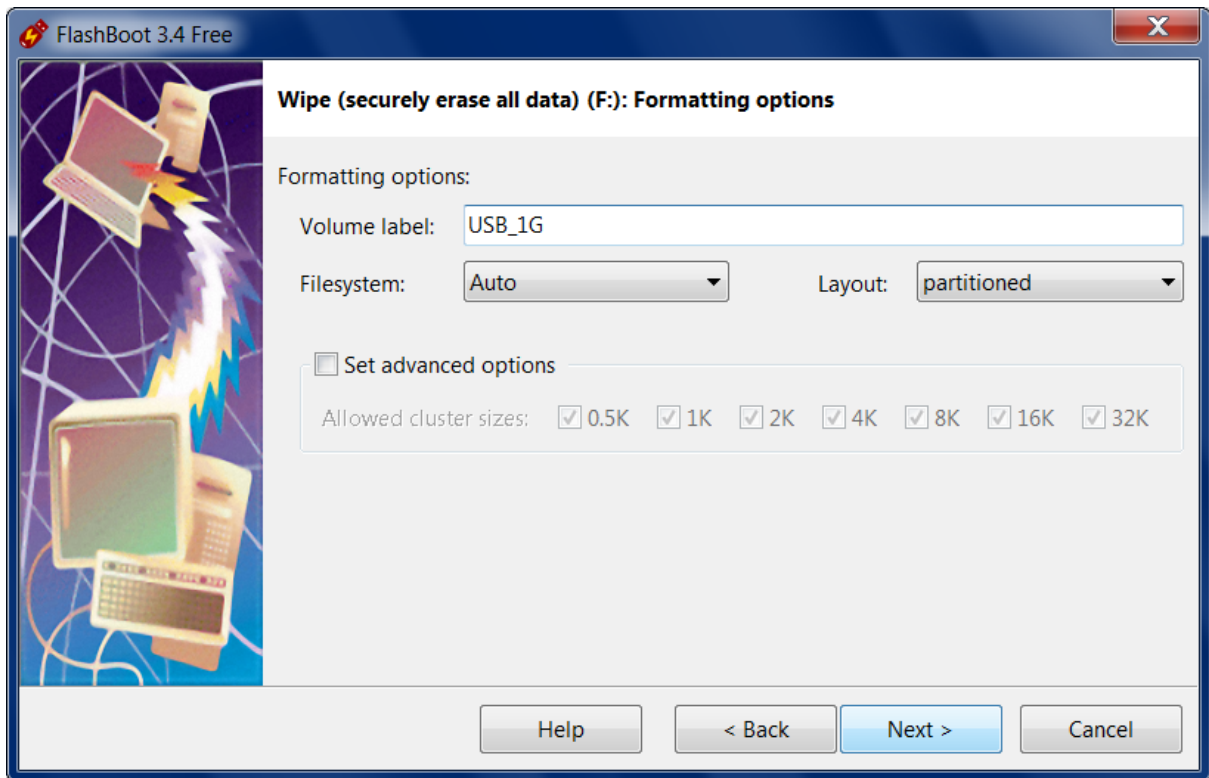 FlashBoot 3.4 Free
Wipe (securely erase all data) (F:): Formatting options
Formatting options:
Volume label: USB_1G
Filesystem: Auto Layout: partitioned
Set advanced options
Allowed cluster sizes: 0.5K 1K 2K 4K 8K 16K 32K
Help < Back Next > Cancel